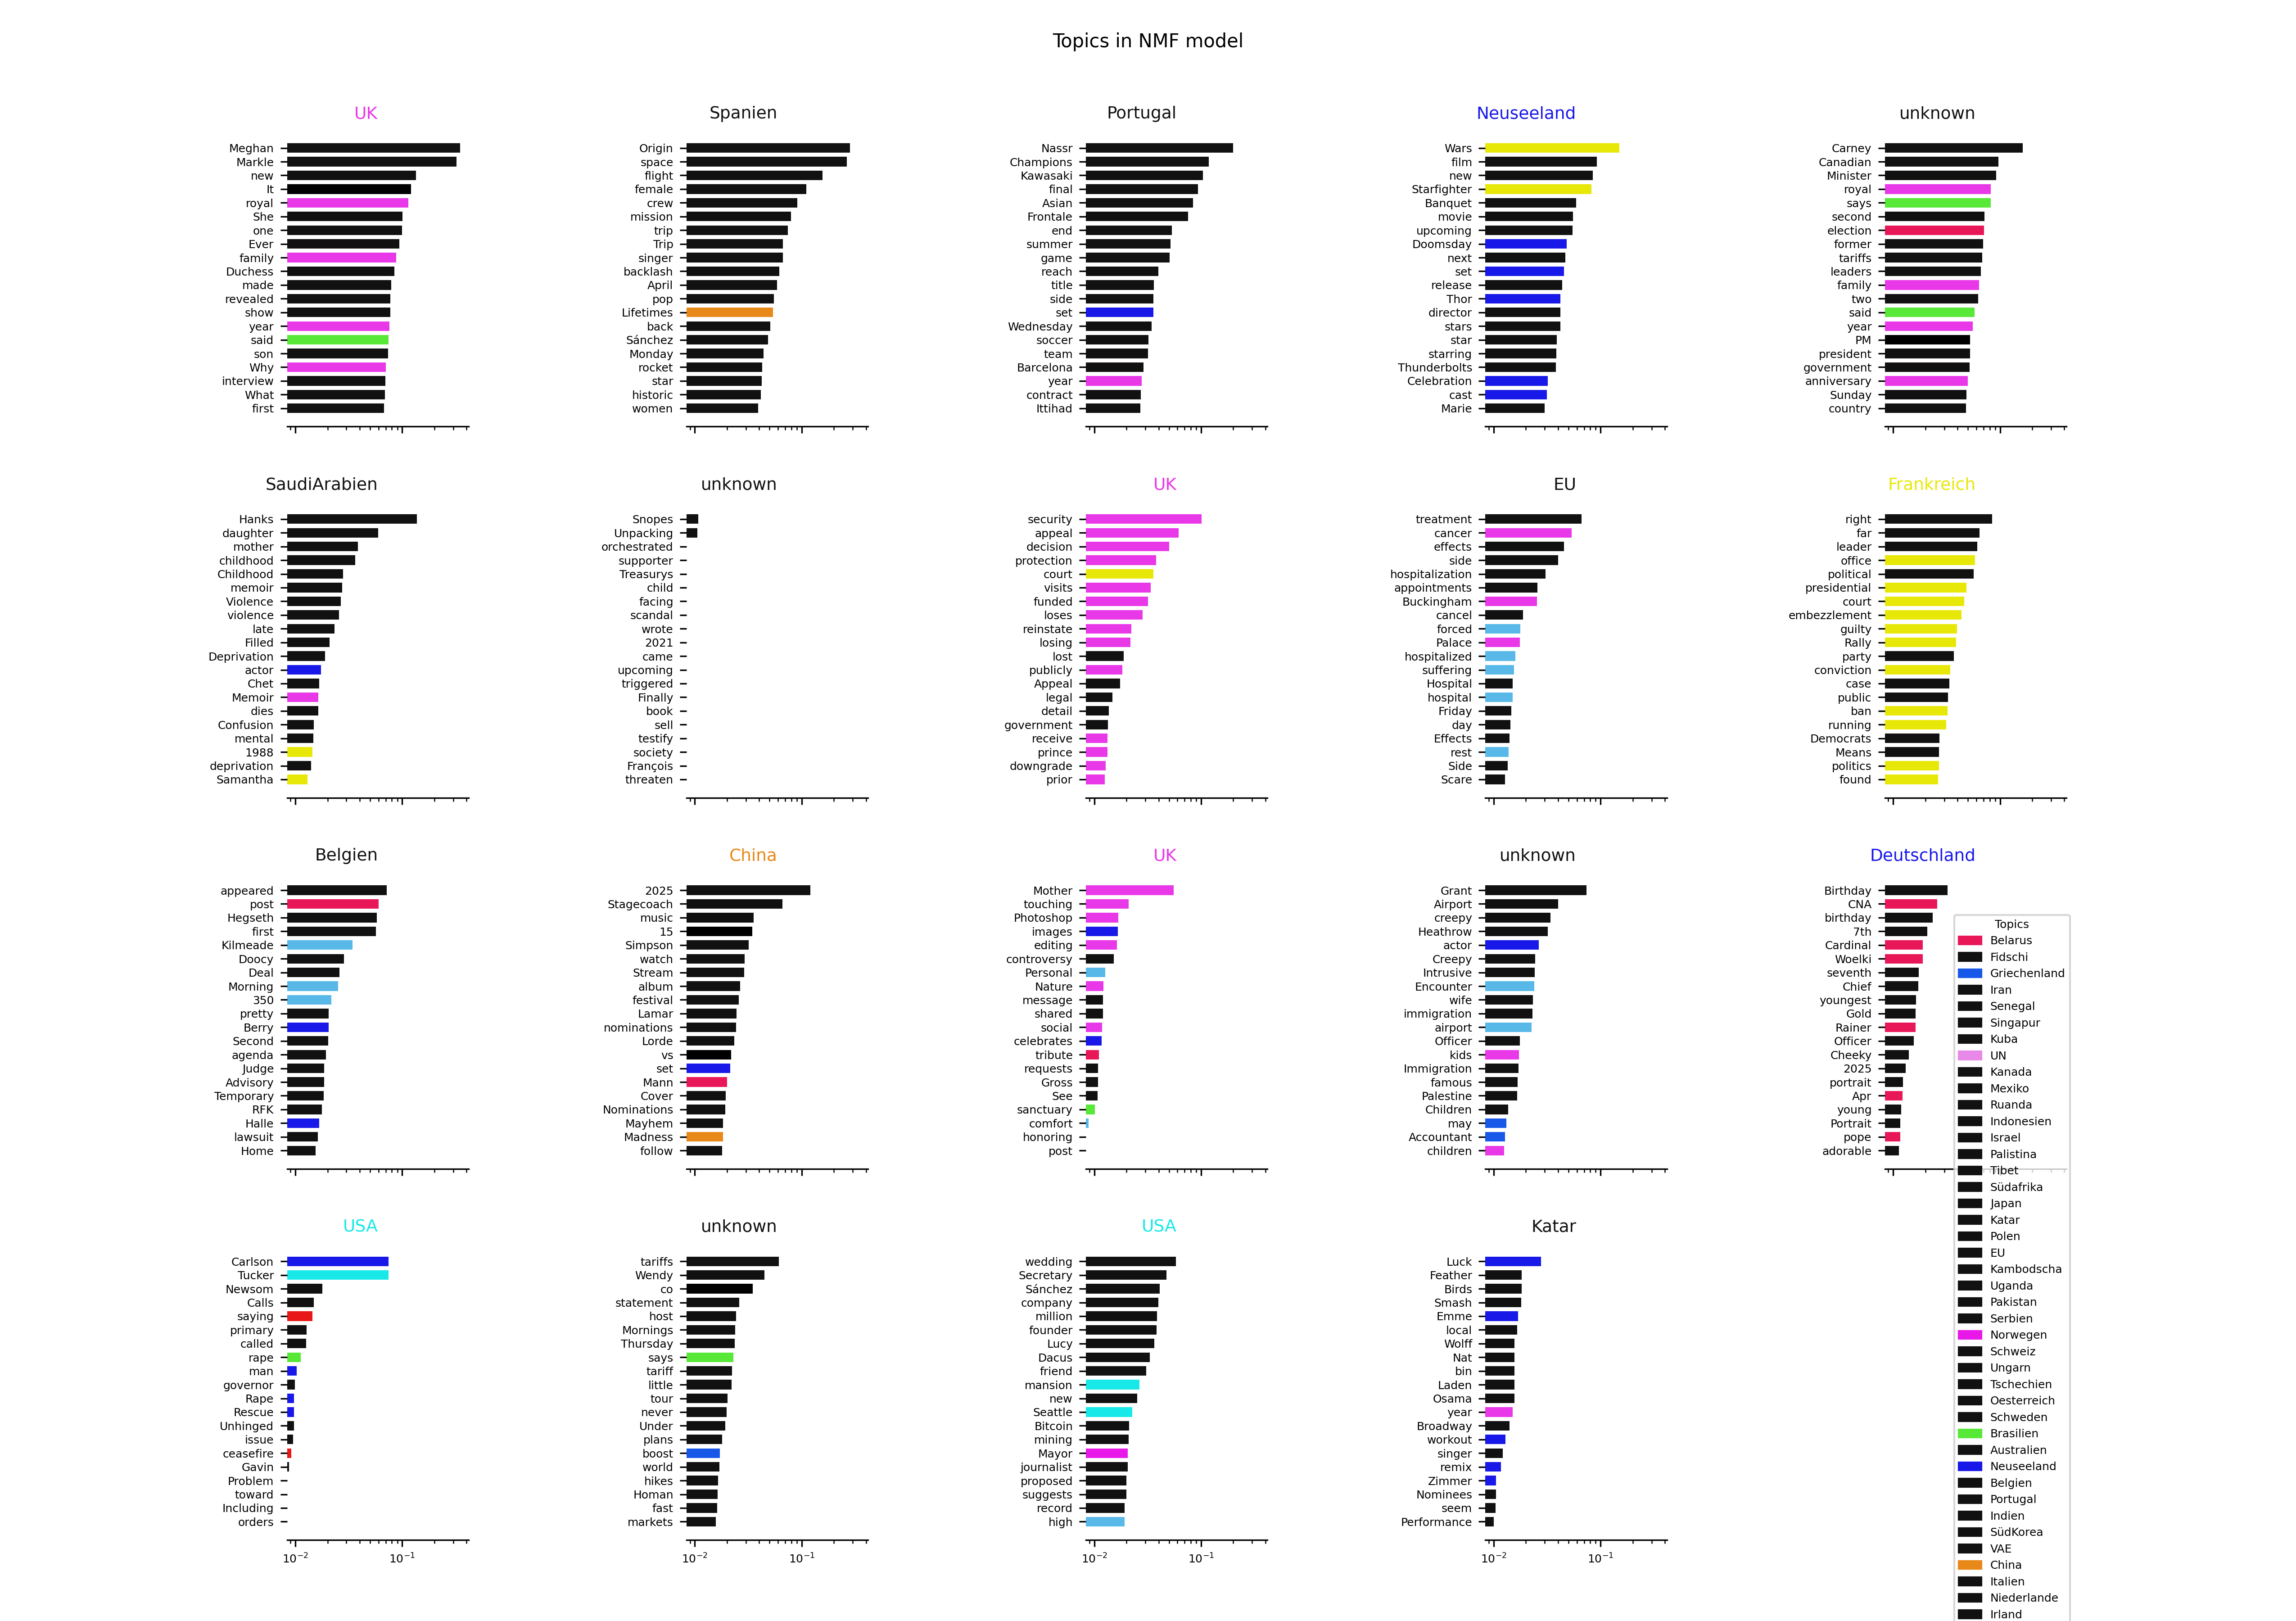 Topics in NMF model
UK
Meghan
Markle
new
It
royal
She
one
Ever
family
Duchess
made
revealed
show
year
said
son
Why
interview
What
first
Spanien
Origin
space
flight
female
crew
mission
trip
Trip
singer
backlash
April
pop
Lifetimes
back
Sánchez
Monday
rocket
star
historic
women
Portugal
Nassr
Champions
Kawasaki
final
Asian
Frontale
end
summer
game
reach
title
side
set
Wednesday
soccer
team
Barcelona
year
contract
Ittihad
Neuseeland
Wars
film
new
Starfighter
Banquet
movie
upcoming
Doomsday
next
set
release
Thor
director
stars
star
starring
Thunderbolts
Celebration
cast
Marie
unknown
Carney
Canadian
Minister
royal
says
second
election
former
tariffs
leaders
family
two
said
year
PM
president
government
anniversary
Sunday
country
SaudiArabien
Hanks
daughter
mother
childhood
Childhood
memoir
Violence
violence
late
Filled
Deprivation
actor
Chet
Memoir
dies
Confusion
mental
1988
deprivation
Samantha
unknown
Snopes
Unpacking
orchestrated
supporter
Treasurys
child
facing
scandal
wrote
2021
came
upcoming
triggered
Finally
book
sell
testify
society
François
threaten
UK
security
appeal
decision
protection
court
visits
funded
loses
reinstate
losing
lost
publicly
Appeal
legal
detail
government
receive
prince
downgrade
prior
EU
treatment
cancer
effects
side
hospitalization
appointments
Buckingham
cancel
forced
Palace
hospitalized
suffering
Hospital
hospital
Friday
day
Effects
rest
Side
Scare
Frankreich
right
far
leader
office
political
presidential
court
embezzlement
guilty
Rally
party
conviction
case
public
ban
running
Democrats
Means
politics
found
Belgien
appeared
post
Hegseth
first
Kilmeade
Doocy
Deal
Morning
350
pretty
Berry
Second
agenda
Judge
Advisory
Temporary
RFK
Halle
lawsuit
Home
China
2025
Stagecoach
music
15
Simpson
watch
Stream
album
festival
Lamar
nominations
Lorde
vs
set
Mann
Cover
Nominations
Mayhem
Madness
follow
UK
Mother
touching
Photoshop
images
editing
controversy
Personal
Nature
message
shared
social
celebrates
tribute
requests
Gross
See
sanctuary
comfort
honoring
post
unknown
Grant
Airport
creepy
Heathrow
actor
Creepy
Intrusive
Encounter
wife
immigration
airport
Officer
kids
Immigration
famous
Palestine
Children
may
Accountant
children
Deutschland
Birthday
CNA
birthday
7th
Cardinal
Woelki
seventh
Chief
youngest
Gold
Rainer
Officer
Cheeky
2025
portrait
Apr
young
Portrait
pope
adorable
USA
Carlson
Tucker
Newsom
Calls
saying
primary
called
rape
man
governor
Rape
Rescue
Unhinged
issue
ceasefire
Gavin
Problem
toward
Including
orders
10⁻² 10⁻¹
unknown
tariffs
Wendy
co
statement
host
Mornings
Thursday
says
tariff
little
tour
never
Under
plans
boost
world
hikes
Homan
fast
markets
10⁻² 10⁻¹
USA
wedding
Secretary
Sánchez
company
million
founder
Lucy
Dacus
friend
mansion
new
Seattle
Bitcoin
mining
Mayor
journalist
proposed
suggests
record
high
10⁻² 10⁻¹
Katar
Luck
Feather
Birds
Smash
Emme
local
Wolff
Nat
bin
Laden
Osama
year
Broadway
workout
singer
remix
Zimmer
Nominees
seem
Performance
10⁻² 10⁻¹
Topics
Belarus
Fidschi
Griechenland
Iran
Senegal
Singapur
Kuba
UN
Kanada
Mexiko
Ruanda
Indonesien
Israel
Palistina
Tibet
Südafrika
Japan
Katar
Polen
EU
Kambodscha
Uganda
Pakistan
Serbien
Norwegen
Schweiz
Ungarn
Tschechien
Oesterreich
Schweden
Brasilien
Australien
Neuseeland
Belgien
Portugal
Indien
SüdKorea
VAE
China
Italien
Niederlande
Irland